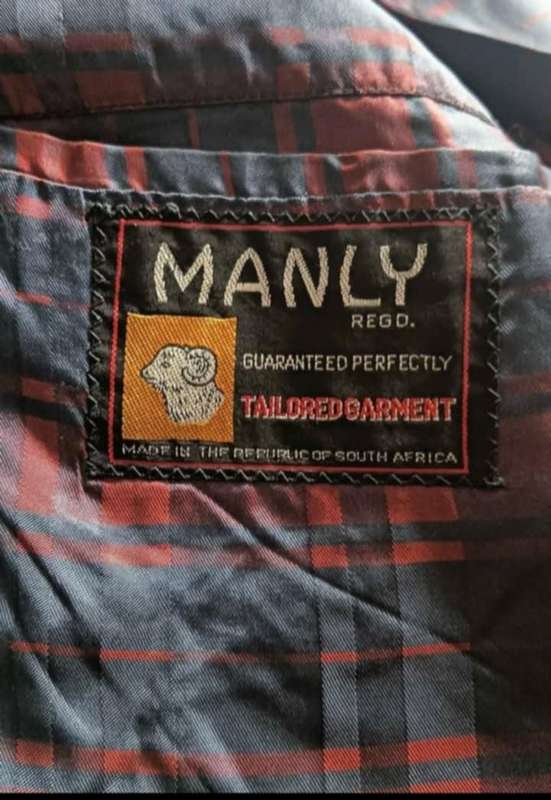 MANLY
REGD.
GUARANTEED PERFECTLY
TAILORED GARMENT
MADE IN THE REPUBLIC OF SOUTH AFRICA